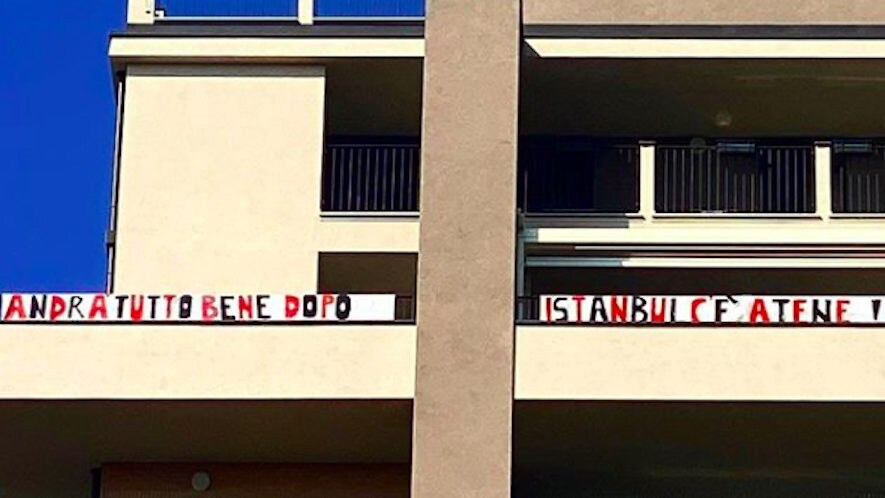 ANDRÀ TUTTO BENE DOPO
ISTANBUL C'È ATENE !